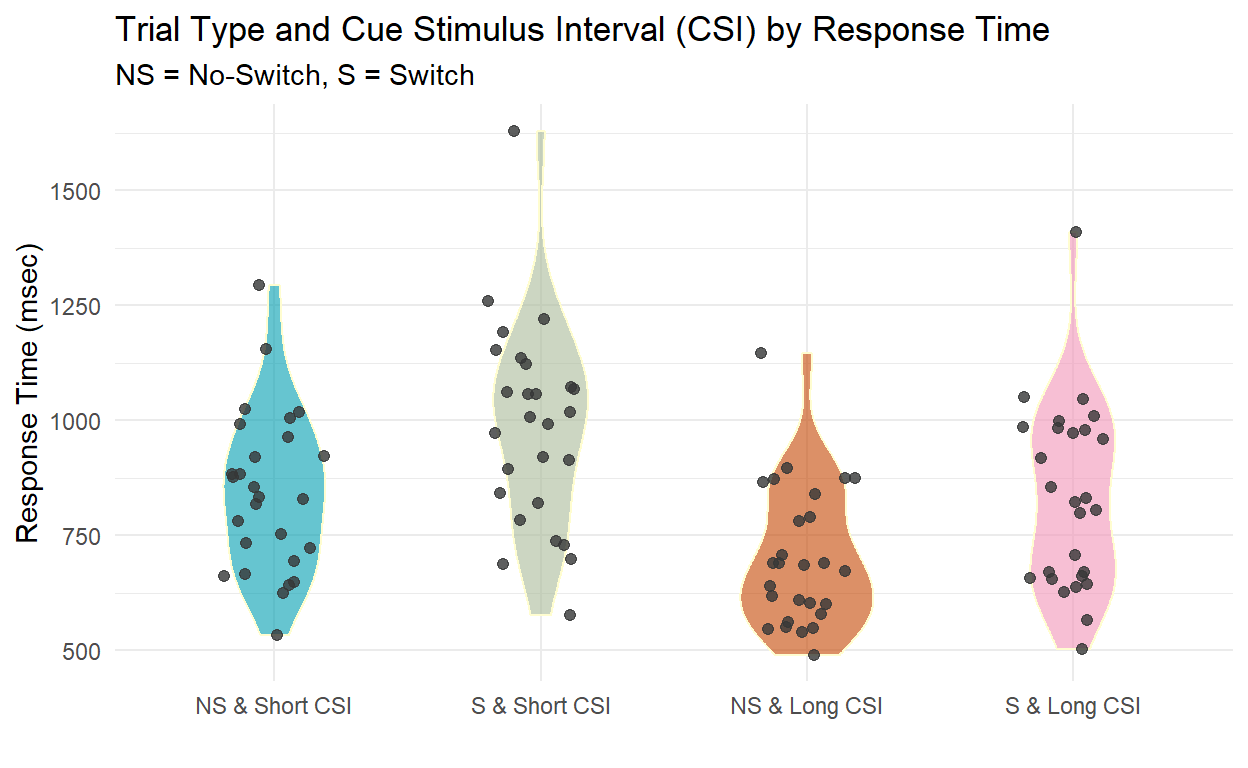 Trial Type and Cue Stimulus Interval (CSI) by Response Time
NS = No-Switch, S = Switch
Response Time (msec)
1500
1250
1000
750
500
NS & Short CSI
S & Short CSI
NS & Long CSI
S & Long CSI